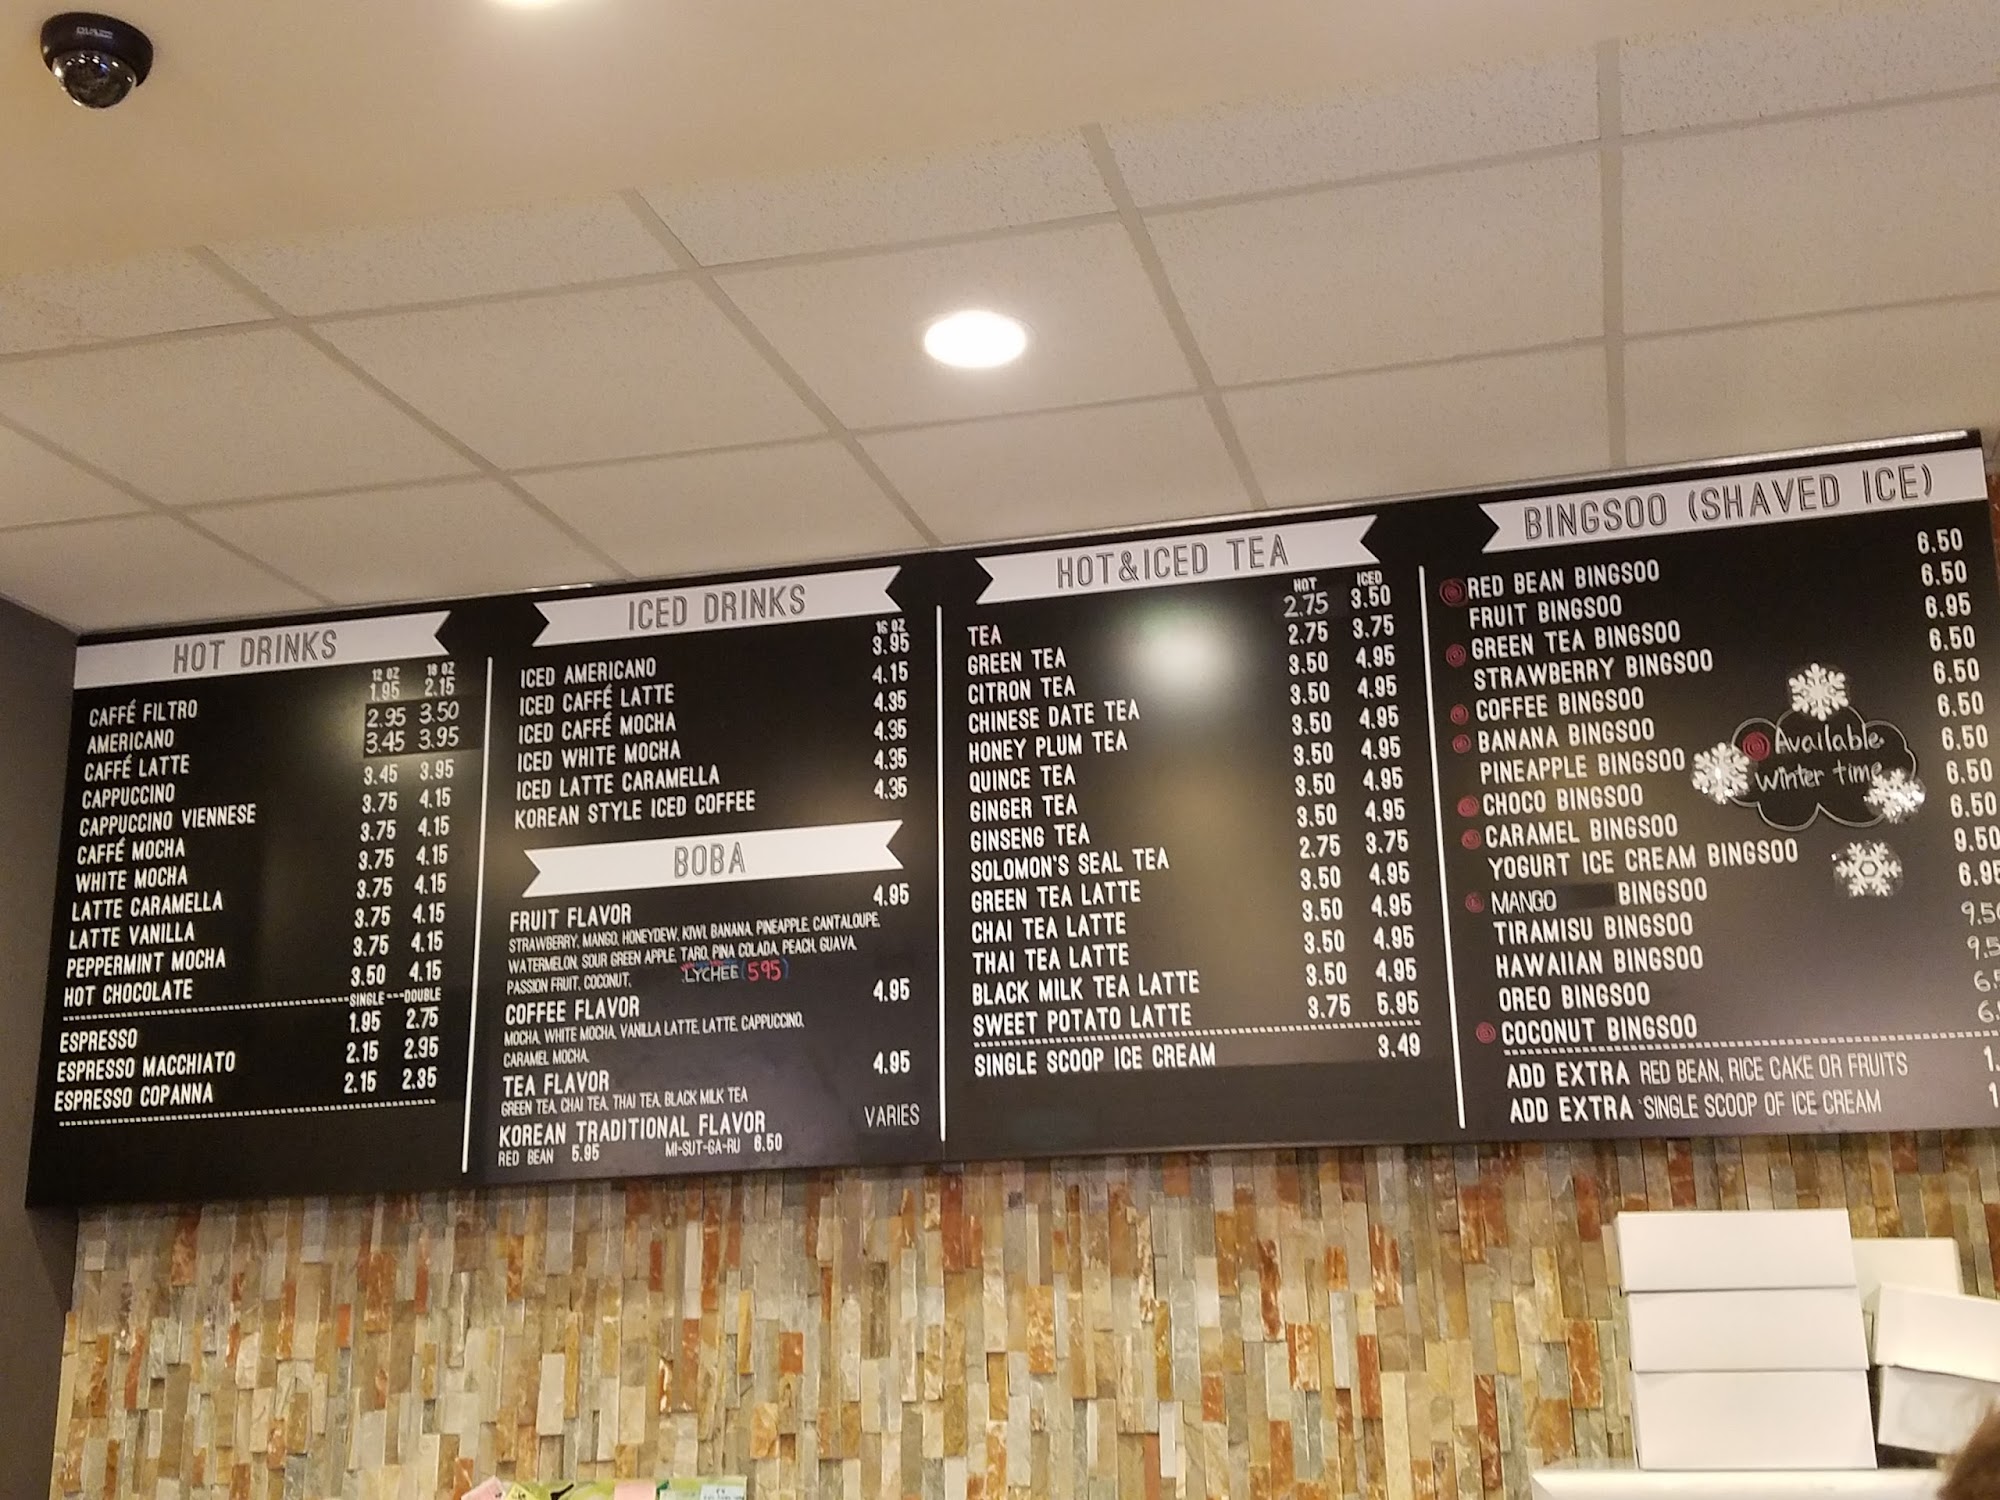 HOT DRINKS
12 OZ 18 OZ
CAFFÉ FILTRO 1.95 2.15
AMERICANO 2.95 3.50
CAFFÉ LATTE 3.45 3.95
CAPPUCCINO 3.45 3.95
CAPPUCCINO VIENNESE 3.75 4.15
CAFFÉ MOCHA 3.75 4.15
WHITE MOCHA 3.75 4.15
LATTE CARAMELLA 3.75 4.15
LATTE VANILLA 3.75 4.15
PEPPERMINT MOCHA 3.75 4.15
HOT CHOCOLATE 3.50 4.15
SINGLE---DOUBLE
ESPRESSO 1.95 2.75
ESPRESSO MACCHIATO 2.15 2.95
ESPRESSO COPANNA 2.15 2.35
ICED DRINKS
16 OZ
ICED AMERICANO 3.95
ICED CAFFÉ LATTE 4.15
ICED CAFFÉ MOCHA 4.35
ICED WHITE MOCHA 4.35
ICED LATTE CARAMELLA 4.35
KOREAN STYLE ICED COFFEE 4.35
BOBA
FRUIT FLAVOR 4.95
STRAWBERRY, MANGO, HONEYDEW, KIWI, BANANA, PINEAPPLE, CANTALOUPE,
WATERMELON, SOUR GREEN APPLE, TARO, PINA COLADA, PEACH, GUAVA,
PASSION FRUIT, COCONUT, LYCHEE (5.95)
COFFEE FLAVOR 4.95
MOCHA, WHITE MOCHA, VANILLA LATTE, LATTE, CAPPUCCINO,
CARAMEL MOCHA,
TEA FLAVOR 4.95
GREEN TEA, CHAI TEA, THAI TEA, BLACK MILK TEA
KOREAN TRADITIONAL FLAVOR VARIES
RED BEAN 5.95 MI-SUT-GA-RU 6.50
HOT&ICED TEA
HOT ICED
TEA 2.75 3.50
GREEN TEA 2.75 3.75
CITRON TEA 3.50 4.95
CHINESE DATE TEA 3.50 4.95
HONEY PLUM TEA 3.50 4.95
QUINCE TEA 3.50 4.95
GINGER TEA 3.50 4.95
GINSENG TEA 3.50 4.95
SOLOMON'S SEAL TEA 2.75 3.75
GREEN TEA LATTE 3.50 4.95
CHAI TEA LATTE 3.50 4.95
THAI TEA LATTE 3.50 4.95
BLACK MILK TEA LATTE 3.50 4.95
SWEET POTATO LATTE 3.75 5.95
SINGLE SCOOP ICE CREAM 3.49
BINGSOO (SHAVED ICE)
RED BEAN BINGSOO 6.50
FRUIT BINGSOO 6.50
GREEN TEA BINGSOO 6.95
STRAWBERRY BINGSOO 6.50
COFFEE BINGSOO 6.50
BANANA BINGSOO 6.50
PINEAPPLE BINGSOO 6.50
CHOCO BINGSOO 6.50
CARAMEL BINGSOO 6.50
YOGURT ICE CREAM BINGSOO 9.50
MANGO BINGSOO 6.95
TIRAMISU BINGSOO 9.50
HAWAIIAN BINGSOO
OREO BINGSOO
COCONUT BINGSOO
ADD EXTRA RED BEAN, RICE CAKE OR FRUITS
ADD EXTRA SINGLE SCOOP OF ICE CREAM
Available
Winter time